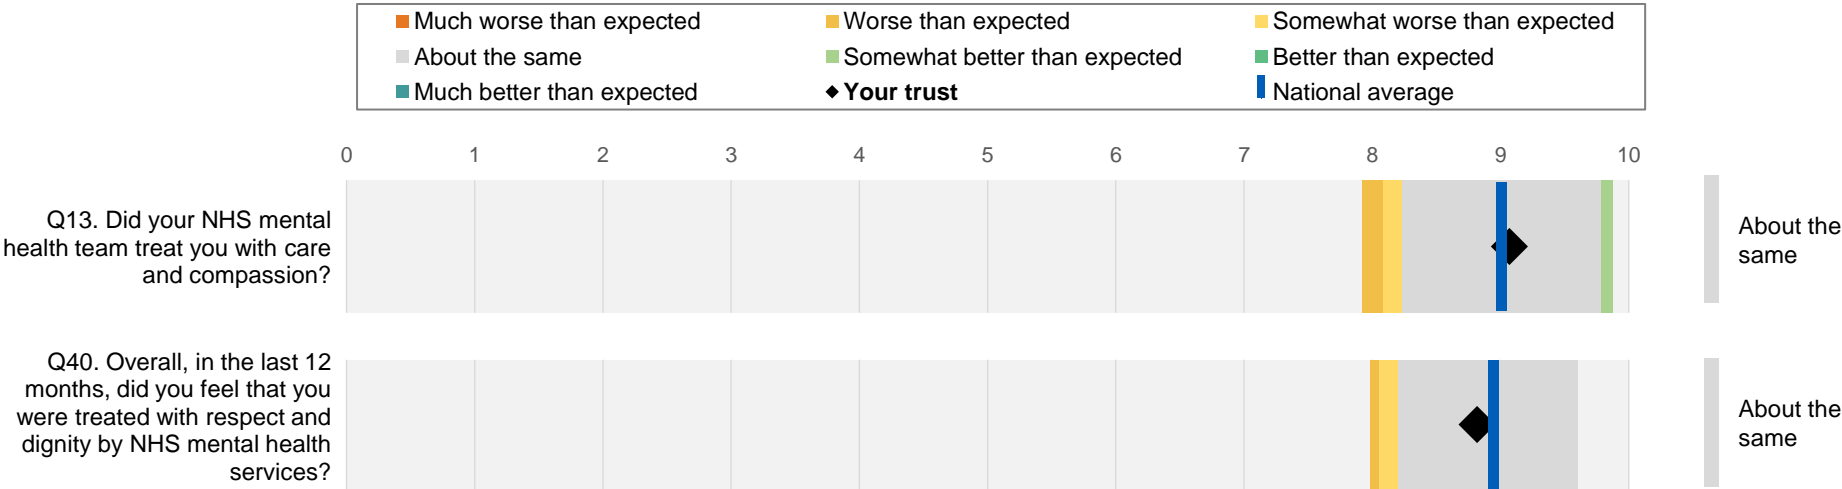 Much worse than expected
Worse than expected
Somewhat worse than expected
About the same
Somewhat better than expected
Better than expected
Much better than expected
Your trust
National average
0 1 2 3 4 5 6 7 8 9 10
Q13. Did your NHS mental
health team treat you with care
and compassion?
About the
same
Q40. Overall, in the last 12
months, did you feel that you
were treated with respect and
dignity by NHS mental health
services?
About the
same